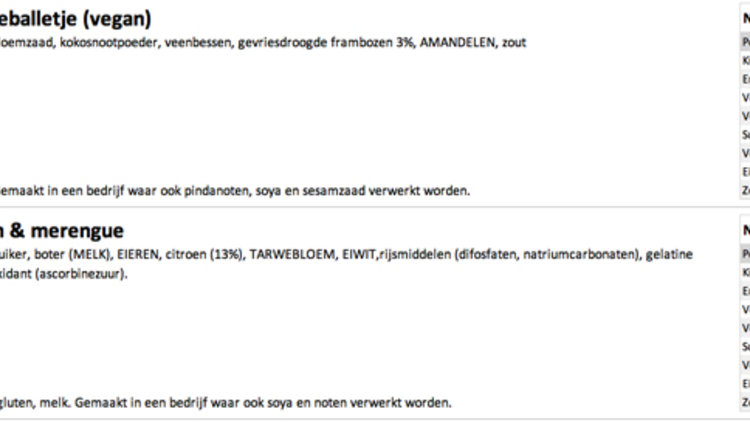 eballetje (vegan)
oemzaad, kokosnootpoeder, veenbessen, gevriesdroogde frambozen 3%, AMANDELEN, zout
emaakt in een bedrijf waar ook pindanoten, soya en sesamzaad verwerkt worden.
N
P
K
E
V
V
S
V
E
Z
& merengue
uiker, boter (MELK), EIEREN, citroen (13%), TARWEBLOEM, EIWIT,rijsmiddelen (difosfaten, natriumcarbonaten), gelatine
xidant (ascorbinezuur).
gluten, melk. Gemaakt in een bedrijf waar ook soya en noten verwerkt worden.
N
P
K
E
V
V
S
V
E
Z